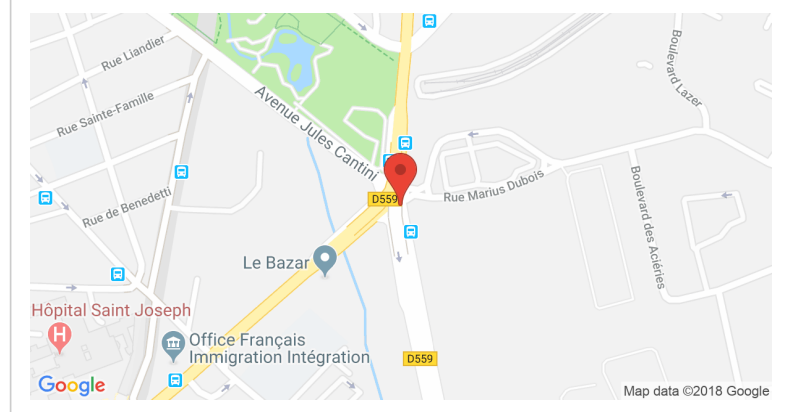 Rue Liandier
Boulevard Lazer
Rue Sainte-Famille
Avenue Jules Cantini
D559
Rue Marius Dubois
Boulevard des Aciéries
Rue de Benedetti
Le Bazar
Hôpital Saint Joseph
H
Office Français
Immigration Intégration
D559
Google
Map data ©2018 Google